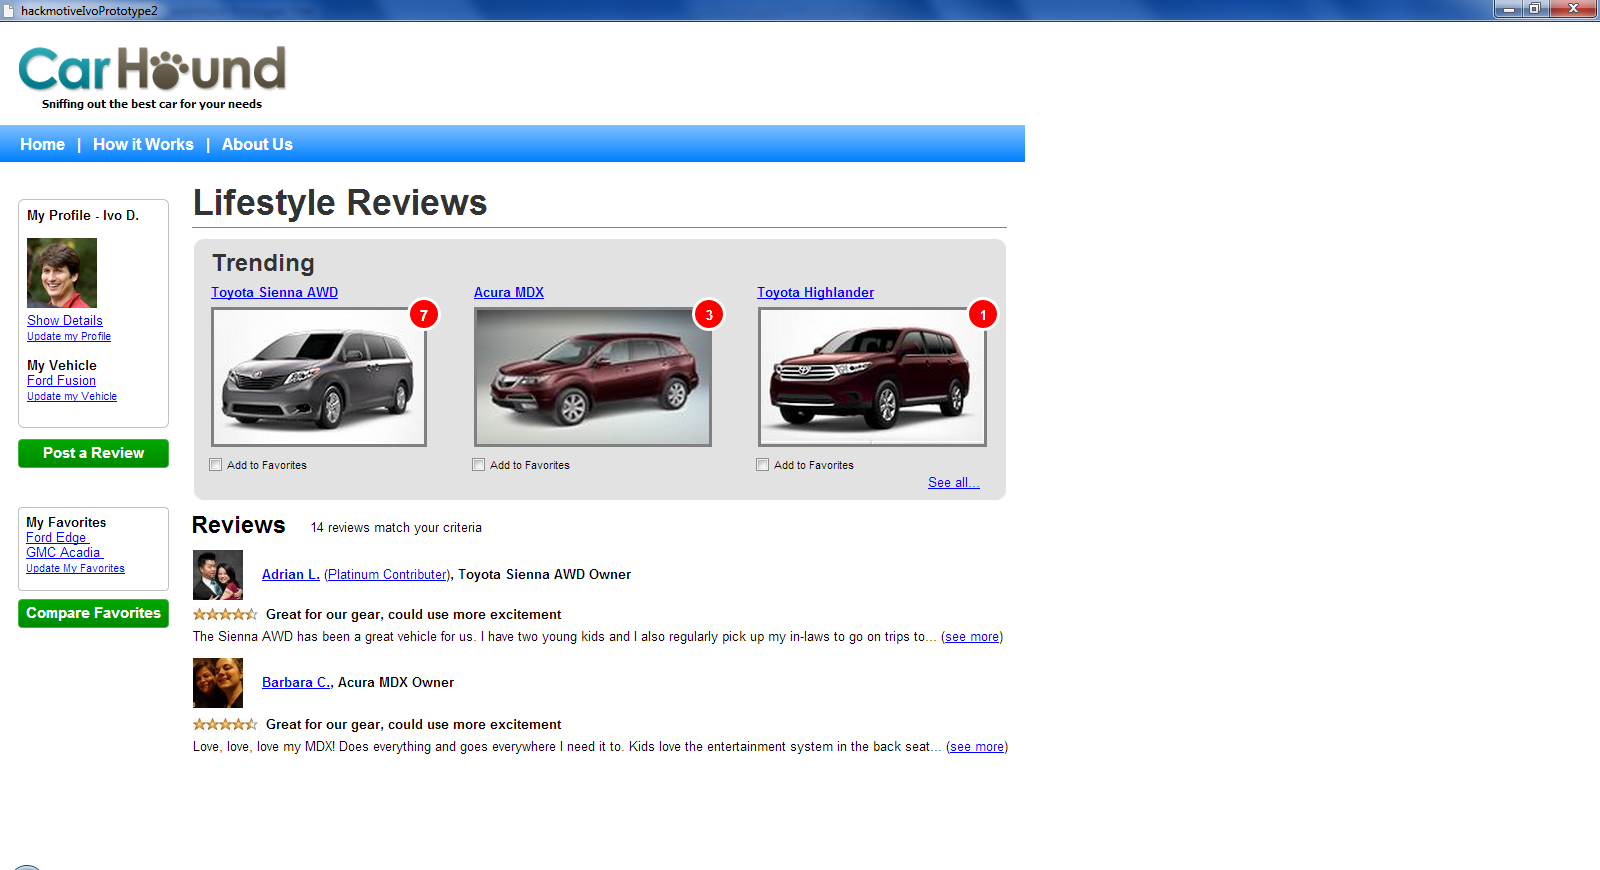 hackmotiveIvoPrototype2
CarHound
Sniffing out the best car for your needs
Home | How it Works | About Us
Lifestyle Reviews
My Profile - Ivo D.
Show Details
Update my Profile
My Vehicle
Ford Fusion
Update my Vehicle
Post a Review
My Favorites
Ford Edge
GMC Acadia
Update My Favorites
Compare Favorites
Trending
Toyota Sienna AWD
7
Add to Favorites
Acura MDX
3
Add to Favorites
Toyota Highlander
1
Add to Favorites
See all...
Reviews 14 reviews match your criteria
Adrian L. (Platinum Contributer), Toyota Sienna AWD Owner
Great for our gear, could use more excitement
The Sienna AWD has been a great vehicle for us. I have two young kids and I also regularly pick up my in-laws to go on trips to... (see more)
Barbara C., Acura MDX Owner
Great for our gear, could use more excitement
Love, love, love my MDX! Does everything and goes everywhere I need it to. Kids love the entertainment system in the back seat... (see more)